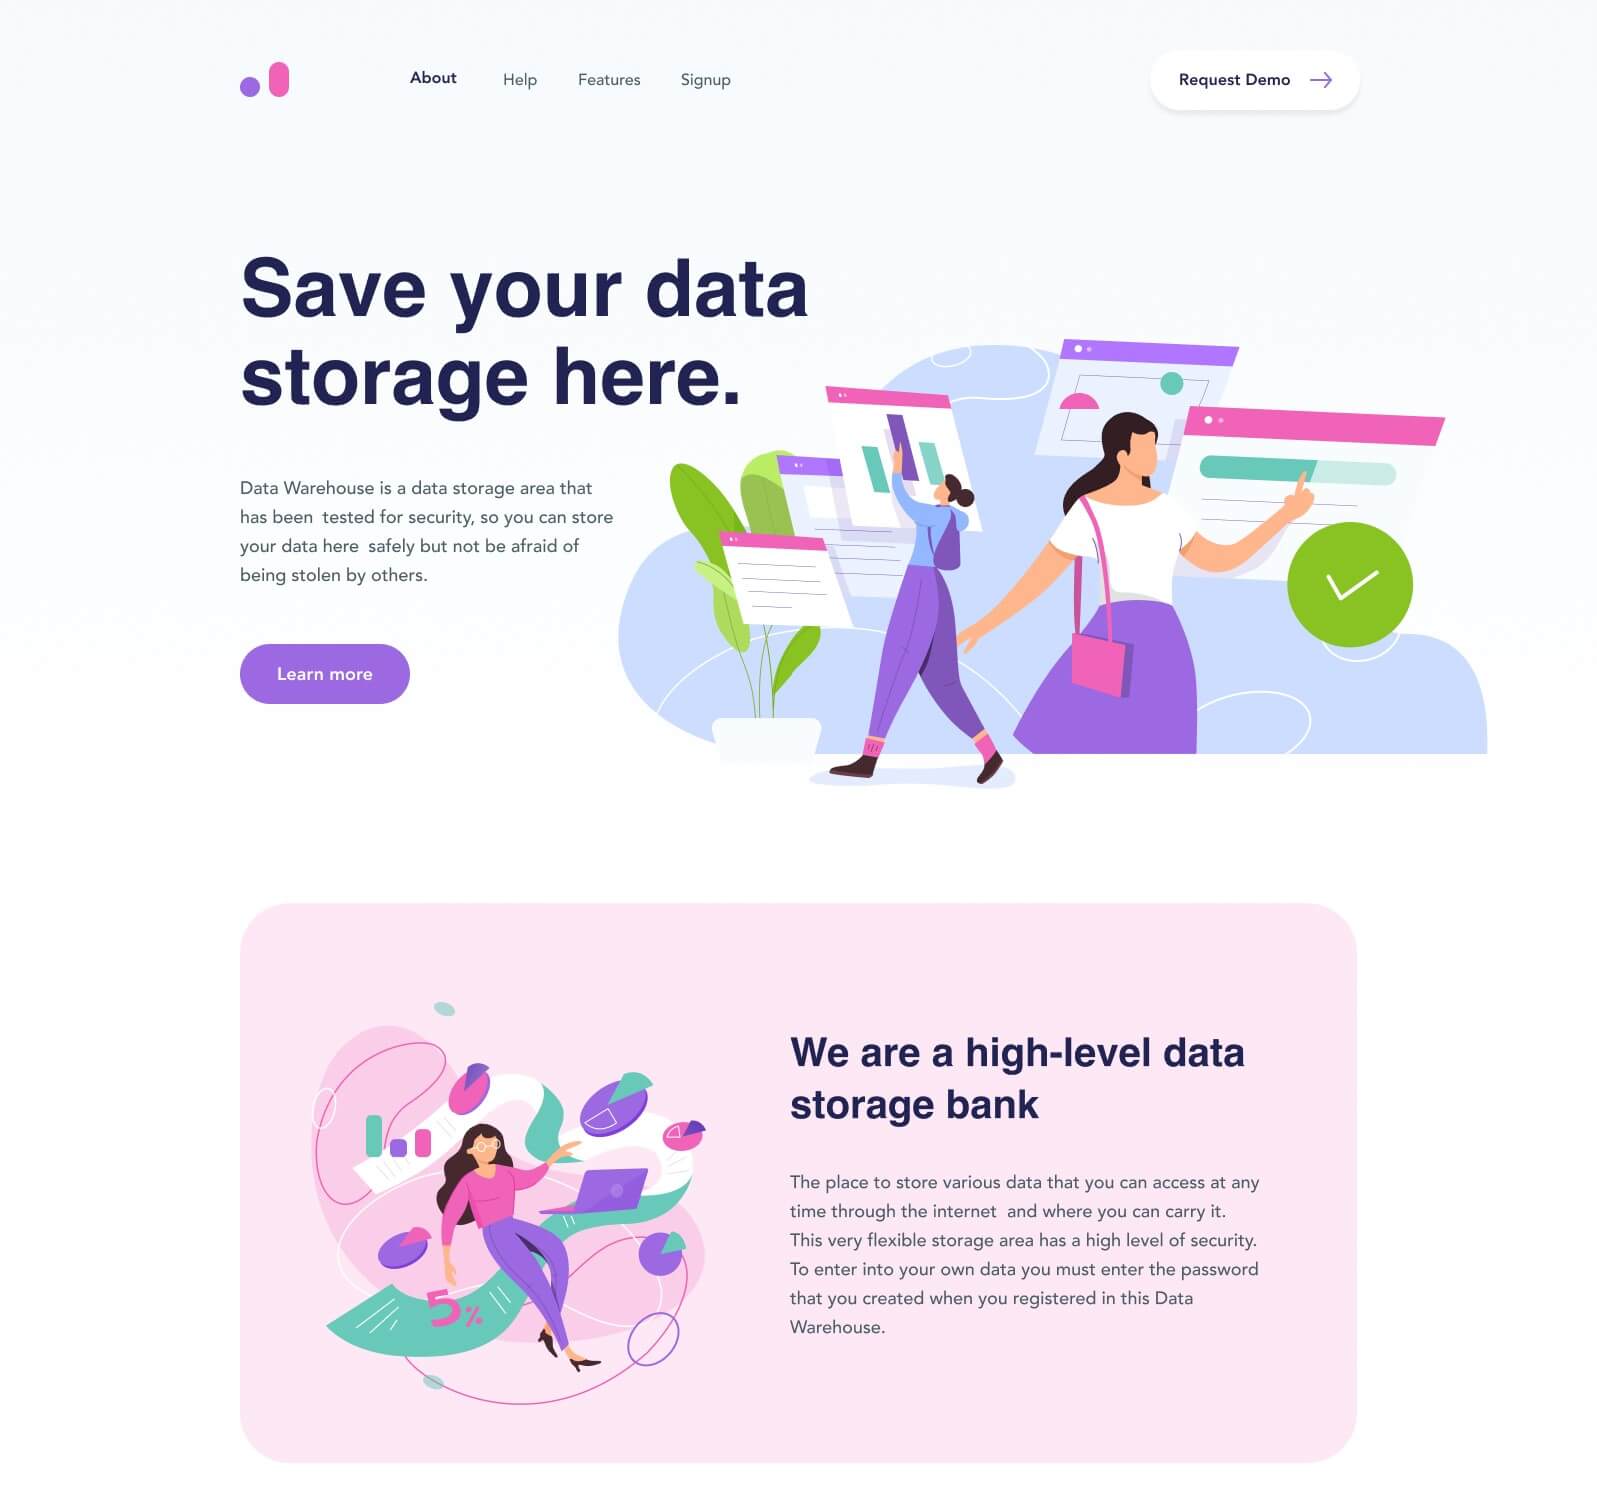 About
Help
Features
Signup
Request Demo
Save your data
storage here.
Data Warehouse is a data storage area that
has been  tested for security, so you can store
your data here  safely but not be afraid of
being stolen by others.
Learn more
We are a high-level data
storage bank
The place to store various data that you can access at any
time through the internet  and where you can carry it.
This very flexible storage area has a high level of security.
To enter into your own data you must enter the password
that you created when you registered in this Data
Warehouse.
5%